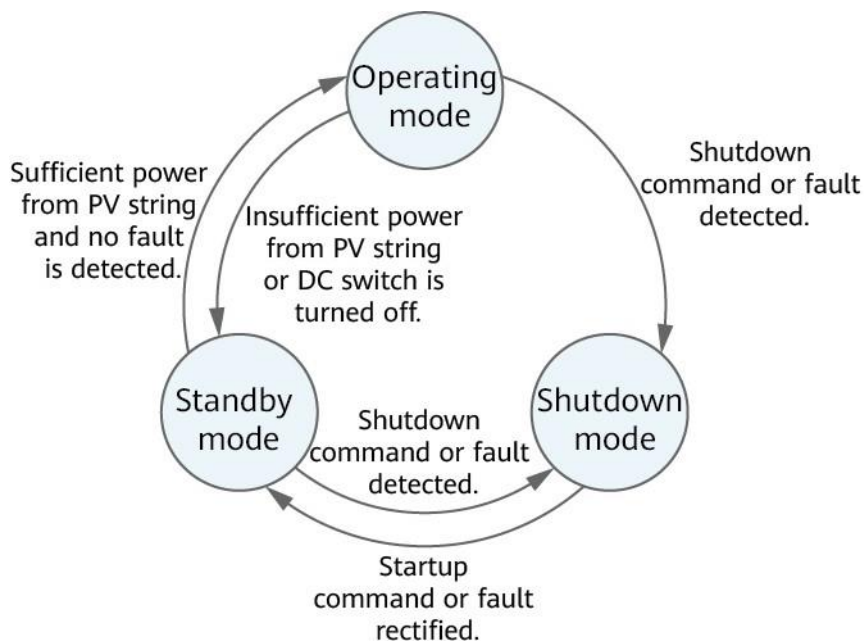 Operating
mode
Shutdown
command or fault
detected.
Sufficient power
from PV string
and no fault
is detected.
Insufficient power
from PV string
or DC switch is
turned off.
Standby
mode
Shutdown
command or fault
detected.
Shutdown
mode
Startup
command or fault
rectified.